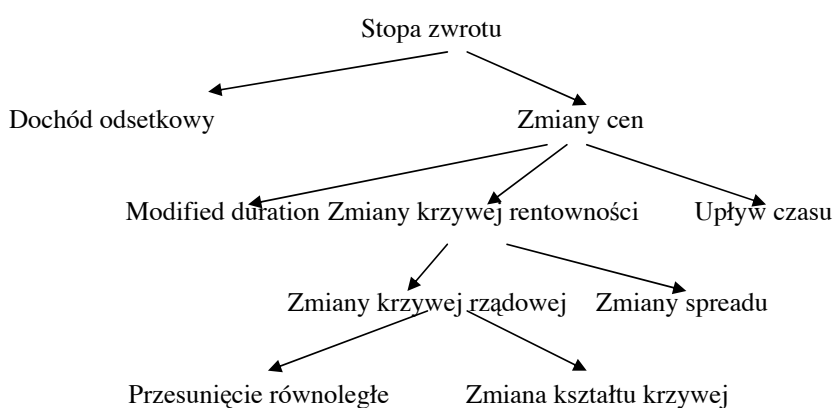 Stopa zwrotu
Dochód odsetkowy Zmiany cen
Modified duration Zmiany krzywej rentowności Upływ czasu
Zmiany krzywej rządowej Zmiany spreadu
Przesunięcie równoległe Zmiana kształtu krzywej